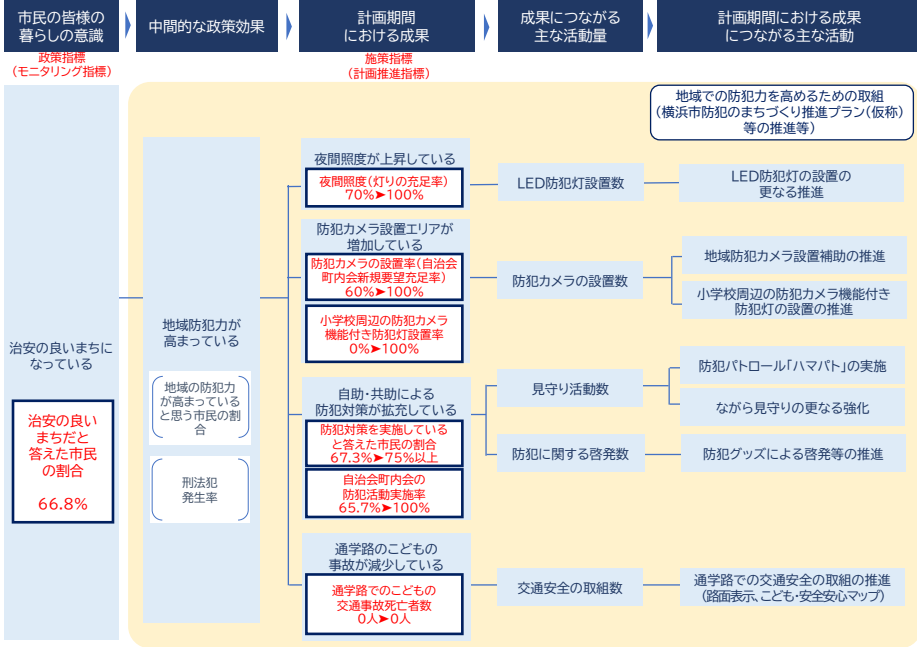 市民の皆様の
暮らしの意識
中間的な政策効果
計画期間
における成果
成果につながる
主な活動量
計画期間における成果
につながる主な活動
政策指標
(モニタリング指標)
施策指標
(計画推進指標)
地域での防犯力を高めるための取組
(横浜市防犯のまちづくり推進プラン(仮称)
等の推進等)
治安の良いまちに
なっている
治安の良い
まちだと
答えた市民
の割合
66.8%
地域防犯力が
高まっている
地域の防犯力
が高まっている
と思う市民の割
合
刑法犯
発生率
夜間照度が上昇している
夜間照度(灯りの充足率)
70%➤100%
LED防犯灯設置数
LED防犯灯の設置の
更なる推進
防犯カメラ設置エリアが
増加している
防犯カメラの設置率(自治会
町内会新規要望充足率)
60%➤100%
小学校周辺の防犯カメラ
機能付き防犯灯設置率
0%➤100%
防犯カメラの設置数
地域防犯カメラ設置補助の推進
小学校周辺の防犯カメラ機能付き
防犯灯の設置の推進
自助・共助による
防犯対策が拡充している
防犯対策を実施している
と答えた市民の割合
67.3%➤75%以上
自治会町内会の
防犯活動実施率
65.7%➤100%
見守り活動数
防犯パトロール「ハマパト」の実施
ながら見守りの更なる強化
防犯に関する啓発数
防犯グッズによる啓発等の推進
通学路のこどもの
事故が減少している
通学路でのこどもの
交通事故死亡者数
0人➤0人
交通安全の取組数
通学路での交通安全の取組の推進
(路面表示、こども・安全安心マップ)